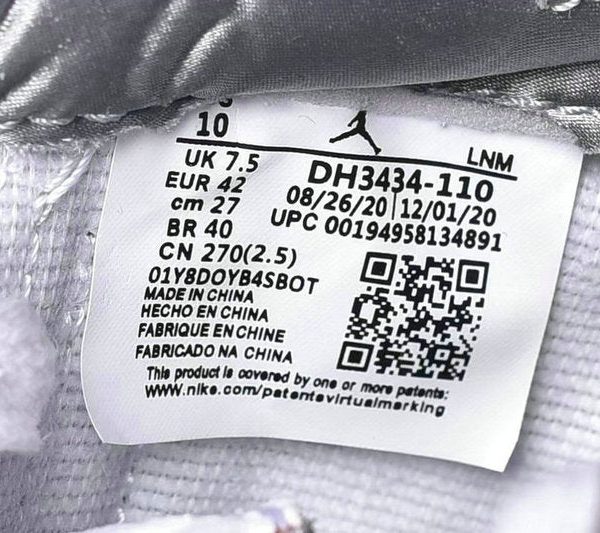 10
LNM
UK 7.5
EUR 42
cm 27
BR 40
CN 270(2.5)
01Y8DOYB4SBOT
MADE IN CHINA
HECHO EN CHINA
FABRIQUE EN CHINE
FABRICADO NA CHINA
DH3434-110
08/26/20|12/01/20
UPC 00194958134891
This product is covered by one or more patents:
www.nike.com/patentsvirtualmarking